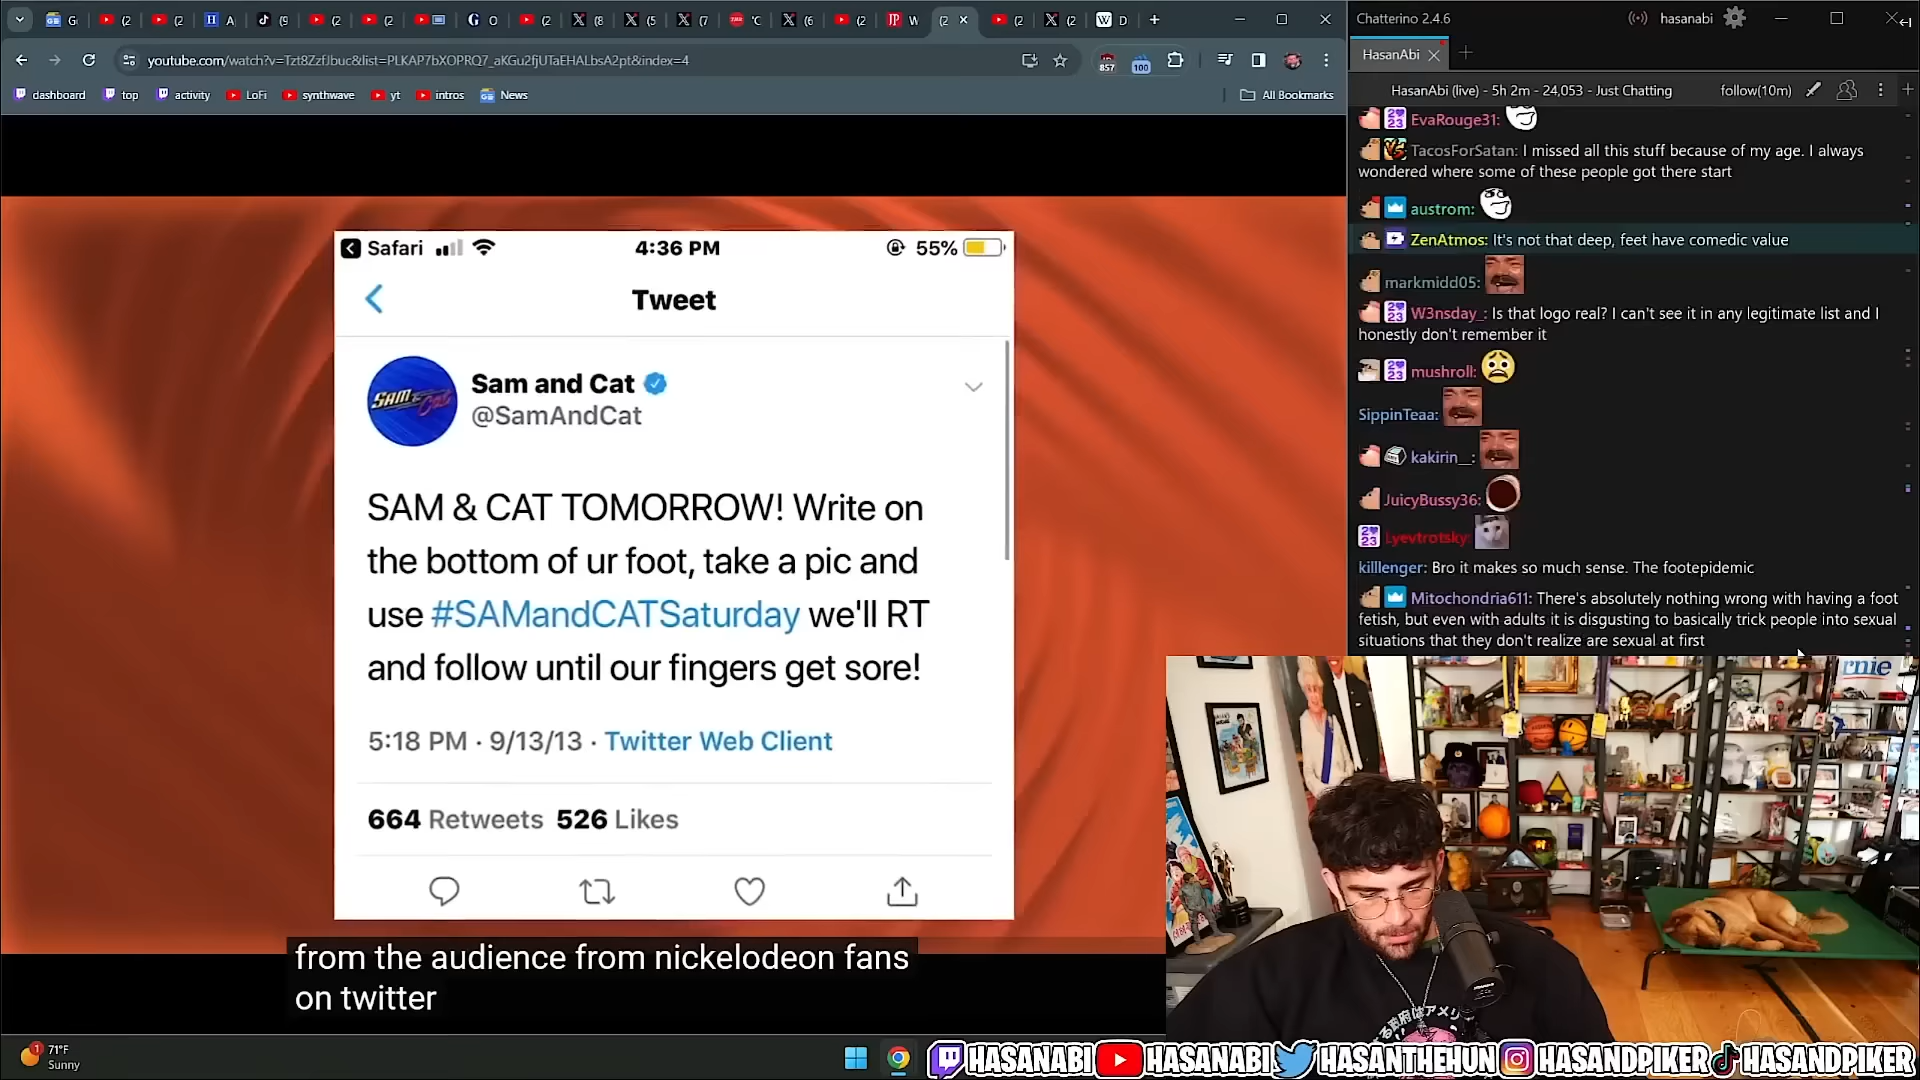 Chatterino 2.4.6
hasanabi
HasanAbi
youtube.com/watch?v=Tzt8ZzfJbuc&list=PLKAP7bXOPRQ7_aKGu2fjUTaEHALbsA2pt&index=4
857
100
dashboard
top
activity
LoFi
synthwave
yt
intros
News
All Bookmarks
HasanAbi (live) - 5h 2m - 24,053 - Just Chatting
follow(10m)
EvaRouge31:
TacosForSatan: I missed all this stuff because of my age. I always
wondered where some of these people got there start
austrom:
ZenAtmos: It's not that deep, feet have comedic value
markmidd05:
W3nsday_: Is that logo real? I can't see it in any legitimate list and I
honestly don't remember it
mushroll:
SippinTeaa:
kakirin__:
JuicyBussy36:
Lyevtrotsky:
killlenger: Bro it makes so much sense. The footepidemic
Mitochondria611: There's absolutely nothing wrong with having a foot
fetish, but even with adults it is disgusting to basically trick people into sexual
situations that they don't realize are sexual at first
Safari
4:36 PM
55%
Tweet
SAM & Cat
Sam and Cat
@SamAndCat
SAM & CAT TOMORROW! Write on
the bottom of ur foot, take a pic and
use #SAMandCATSaturday we'll RT
and follow until our fingers get sore!
5:18 PM · 9/13/13 · Twitter Web Client
664 Retweets 526 Likes
from the audience from nickelodeon fans
on twitter
rnie
1
71°F
Sunny
HASANABI
HASANABI
HASANTHEHUN
HASANDPIKER
HASANDPIKER